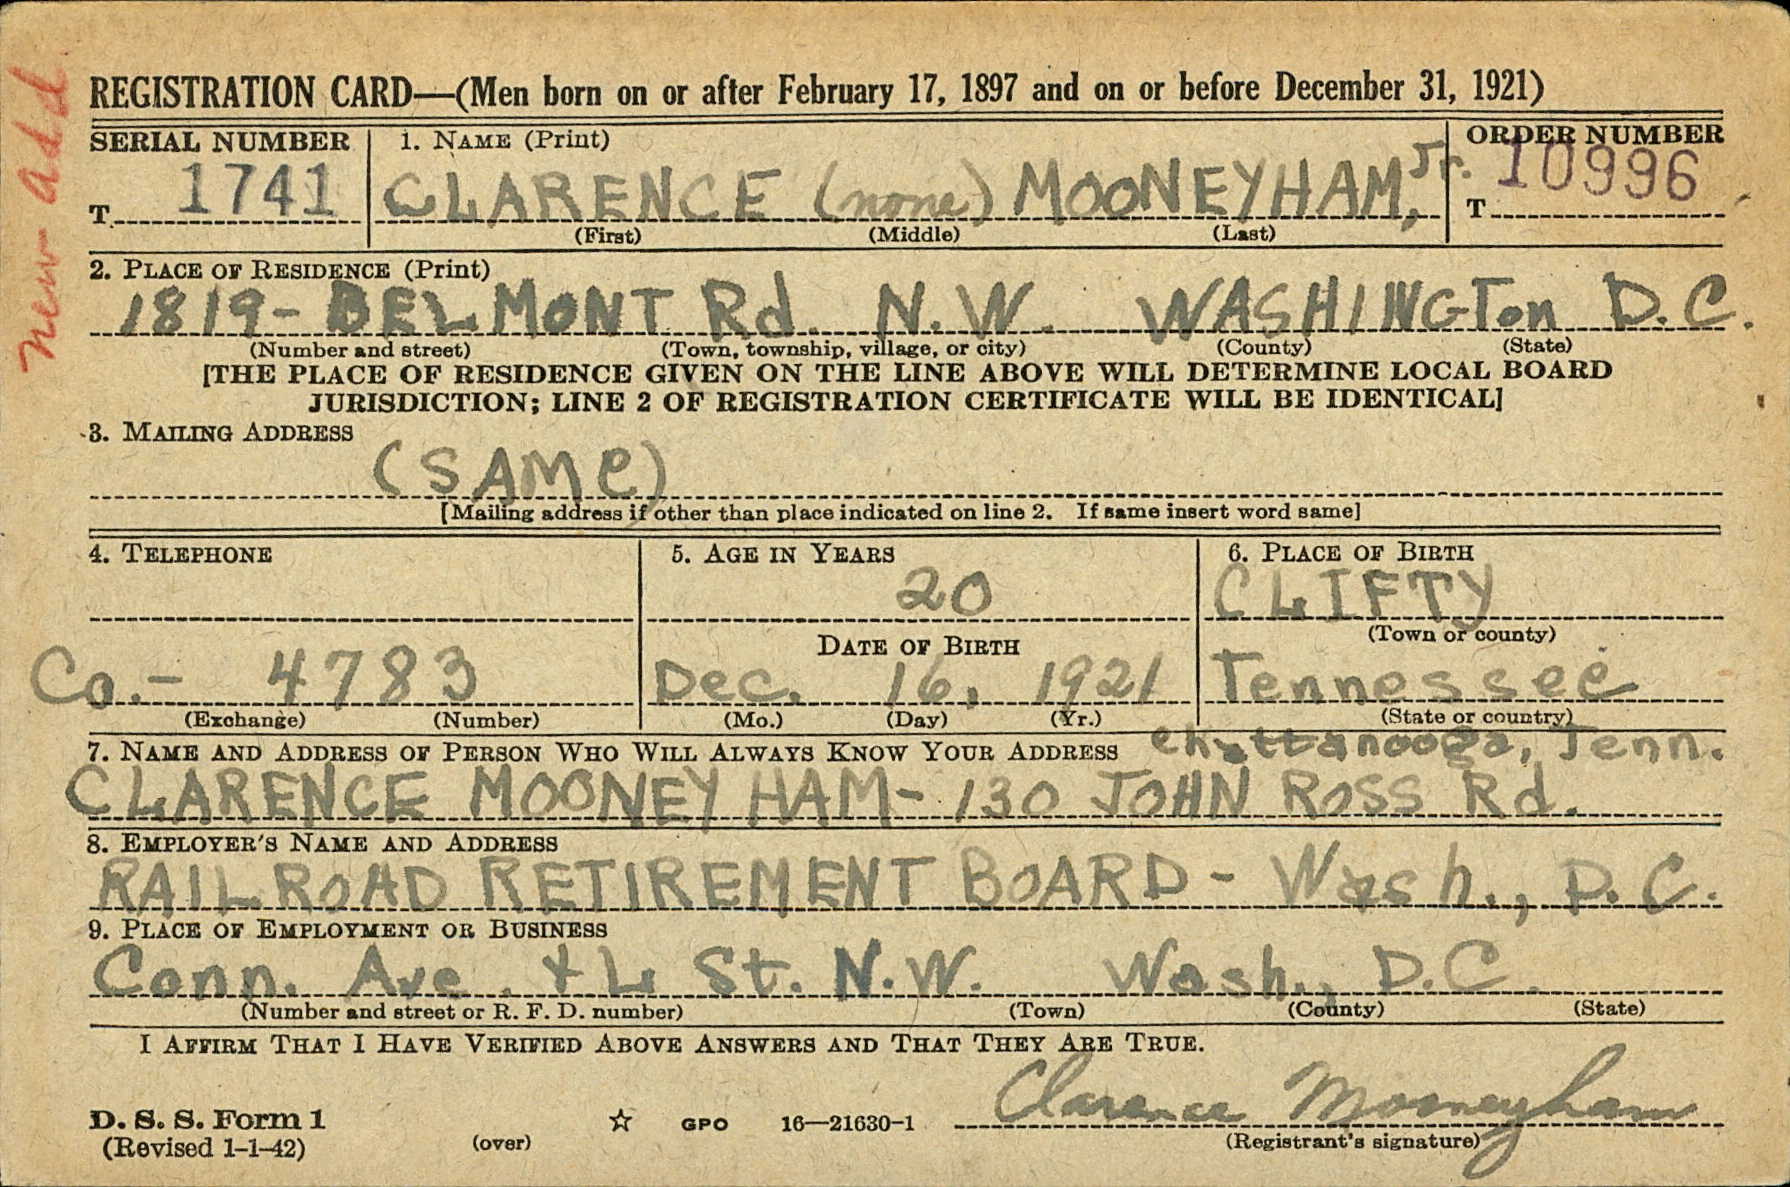 New Add
REGISTRATION CARD—(Men born on or after February 17, 1897 and on or before December 31, 1921)
SERIAL NUMBER 1. NAME (Print) ORDER NUMBER
T 1741 CLARENCE (none) MOONEYHAM, Jr. T 10996
(First) (Middle) (Last)
2. PLACE OF RESIDENCE (Print)
1819- BELMONT Rd. N.W. WASHINGTon D.C.
(Number and street) (Town, township, village, or city) (County) (State)
[THE PLACE OF RESIDENCE GIVEN ON THE LINE ABOVE WILL DETERMINE LOCAL BOARD
JURISDICTION; LINE 2 OF REGISTRATION CERTIFICATE WILL BE IDENTICAL]
3. MAILING ADDRESS
(SAMe)
[Mailing address if other than place indicated on line 2. If same insert word same]
4. TELEPHONE 5. AGE IN YEARS 6. PLACE OF BIRTH
20 CLIFTY
DATE OF BIRTH (Town or county)
Co.- 4783 Dec. 16, 1921 Tennessee
(Exchange) (Number) (Mo.) (Day) (Yr.) (State or country)
7. NAME AND ADDRESS OF PERSON WHO WILL ALWAYS KNOW YOUR ADDRESS Chattanooga, Tenn.
CLARENCE MOONEYHAM- 130 JOHN ROSS Rd.
8. EMPLOYER'S NAME AND ADDRESS
RAILROAD RETIREMENT BOARD - Wash., D.C.
9. PLACE OF EMPLOYMENT OR BUSINESS
Conn. Ave. + L St. N.W. Wash., D.C.
(Number and street or R. F. D. number) (Town) (County) (State)
I AFFIRM THAT I HAVE VERIFIED ABOVE ANSWERS AND THAT THEY ARE TRUE.
Clarence Mooneyham
D. S. S. Form 1 ☆ GPO 16—21630-1
(Revised 1-1-42) (over) (Registrant's signature)